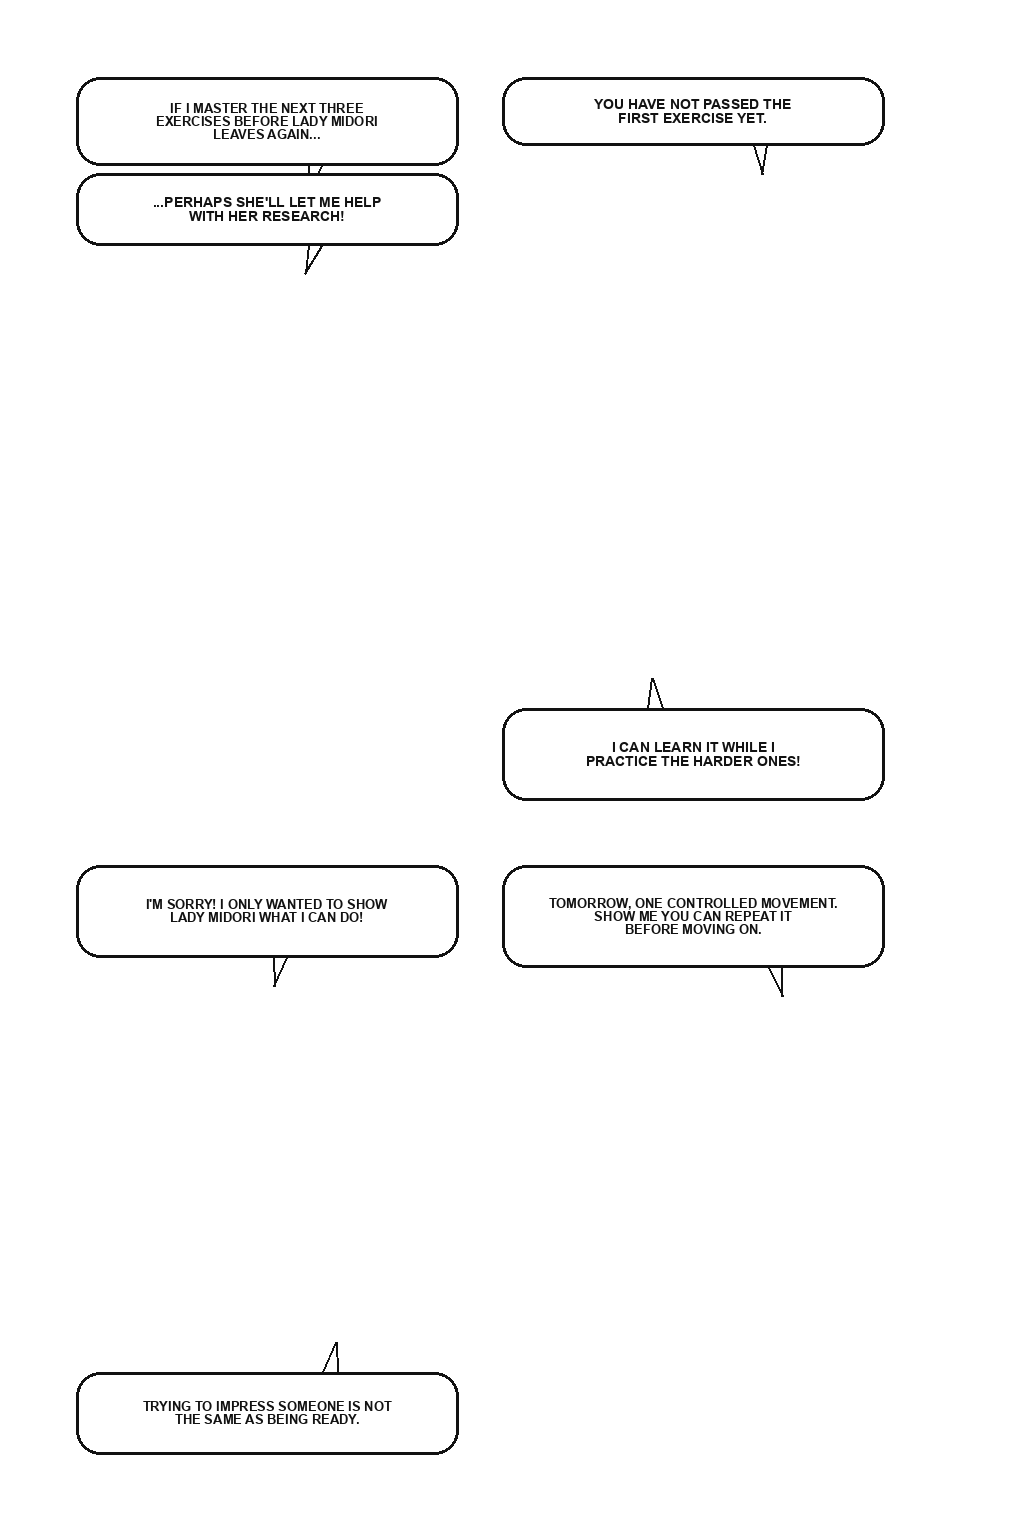 IF I MASTER THE NEXT THREE
EXERCISES BEFORE LADY MIDORI
LEAVES AGAIN...
...PERHAPS SHE'LL LET ME HELP
WITH HER RESEARCH!
YOU HAVE NOT PASSED THE
FIRST EXERCISE YET.
I CAN LEARN IT WHILE I
PRACTICE THE HARDER ONES!
I'M SORRY! I ONLY WANTED TO SHOW
LADY MIDORI WHAT I CAN DO!
TRYING TO IMPRESS SOMEONE IS NOT
THE SAME AS BEING READY.
TOMORROW, ONE CONTROLLED MOVEMENT.
SHOW ME YOU CAN REPEAT IT
BEFORE MOVING ON.